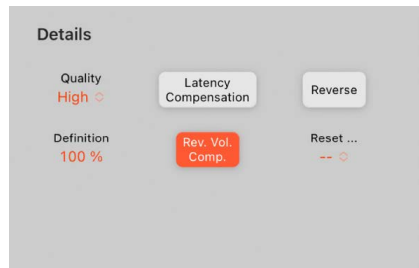 Details
Quality
High
Latency
Compensation
Reverse
Definition
100 %
Rev. Vol.
Comp.
Reset ...
--